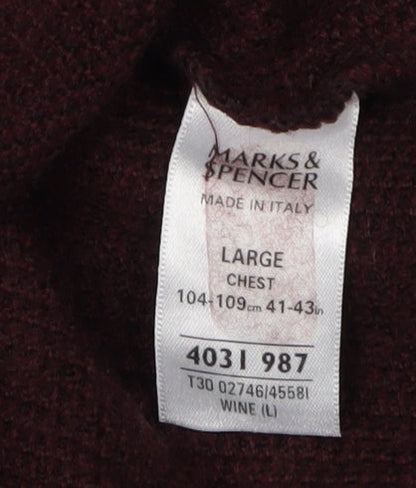 MARKS &
SPENCER
MADE IN ITALY
LARGE
CHEST
104-109cm 41-43in
4031 987
T30 02746/45581
WINE (L)